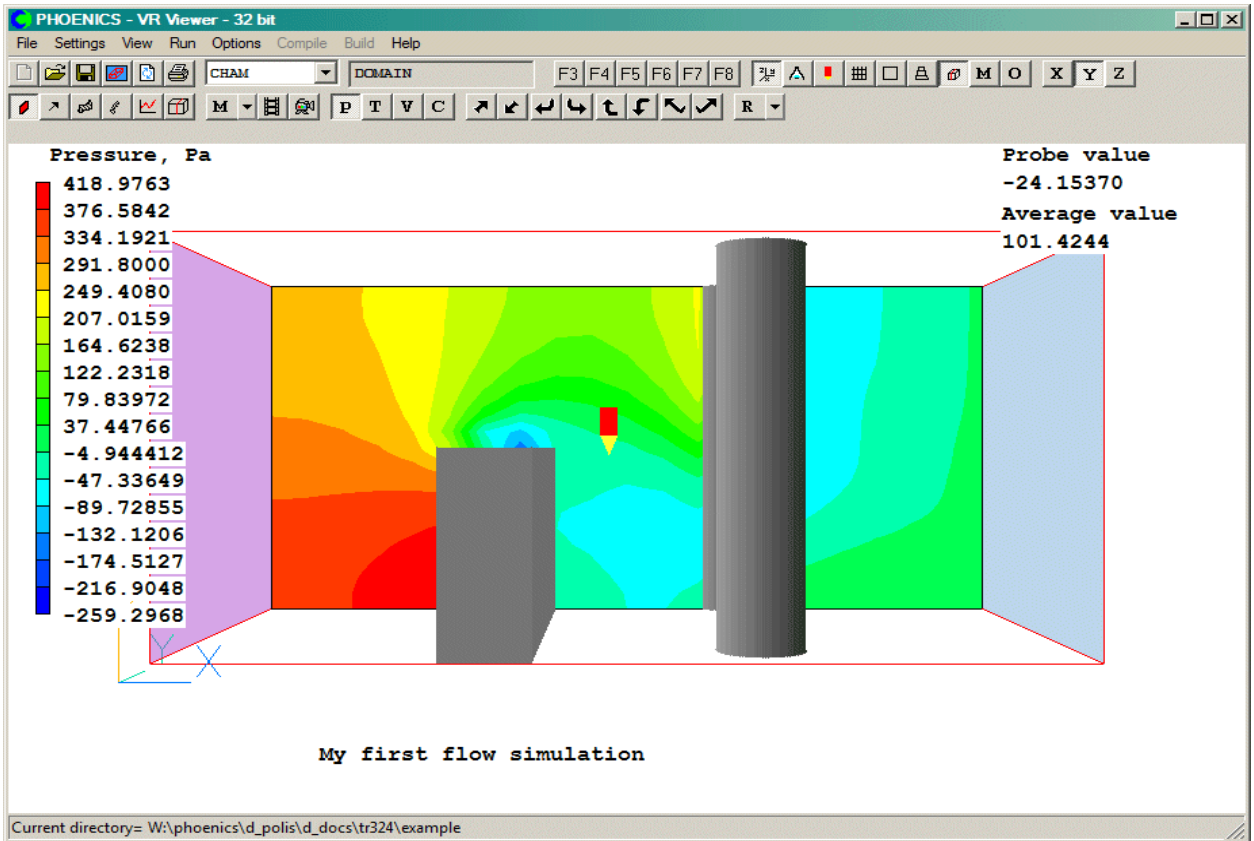 PHOENICS - VR Viewer - 32 bit
File Settings View Run Options Compile Build Help
CHAM DOMAIN F3 F4 F5 F6 F7 F8 M O X Y Z
M P T V C R
Pressure, Pa
418.9763
376.5842
334.1921
291.8000
249.4080
207.0159
164.6238
122.2318
79.83972
37.44766
-4.944412
-47.33649
-89.72855
-132.1206
-174.5127
-216.9048
-259.2968
Probe value
-24.15370
Average value
101.4244
Y
X
My first flow simulation
Current directory= W:\phoenics\d_polis\d_docs\tr324\example